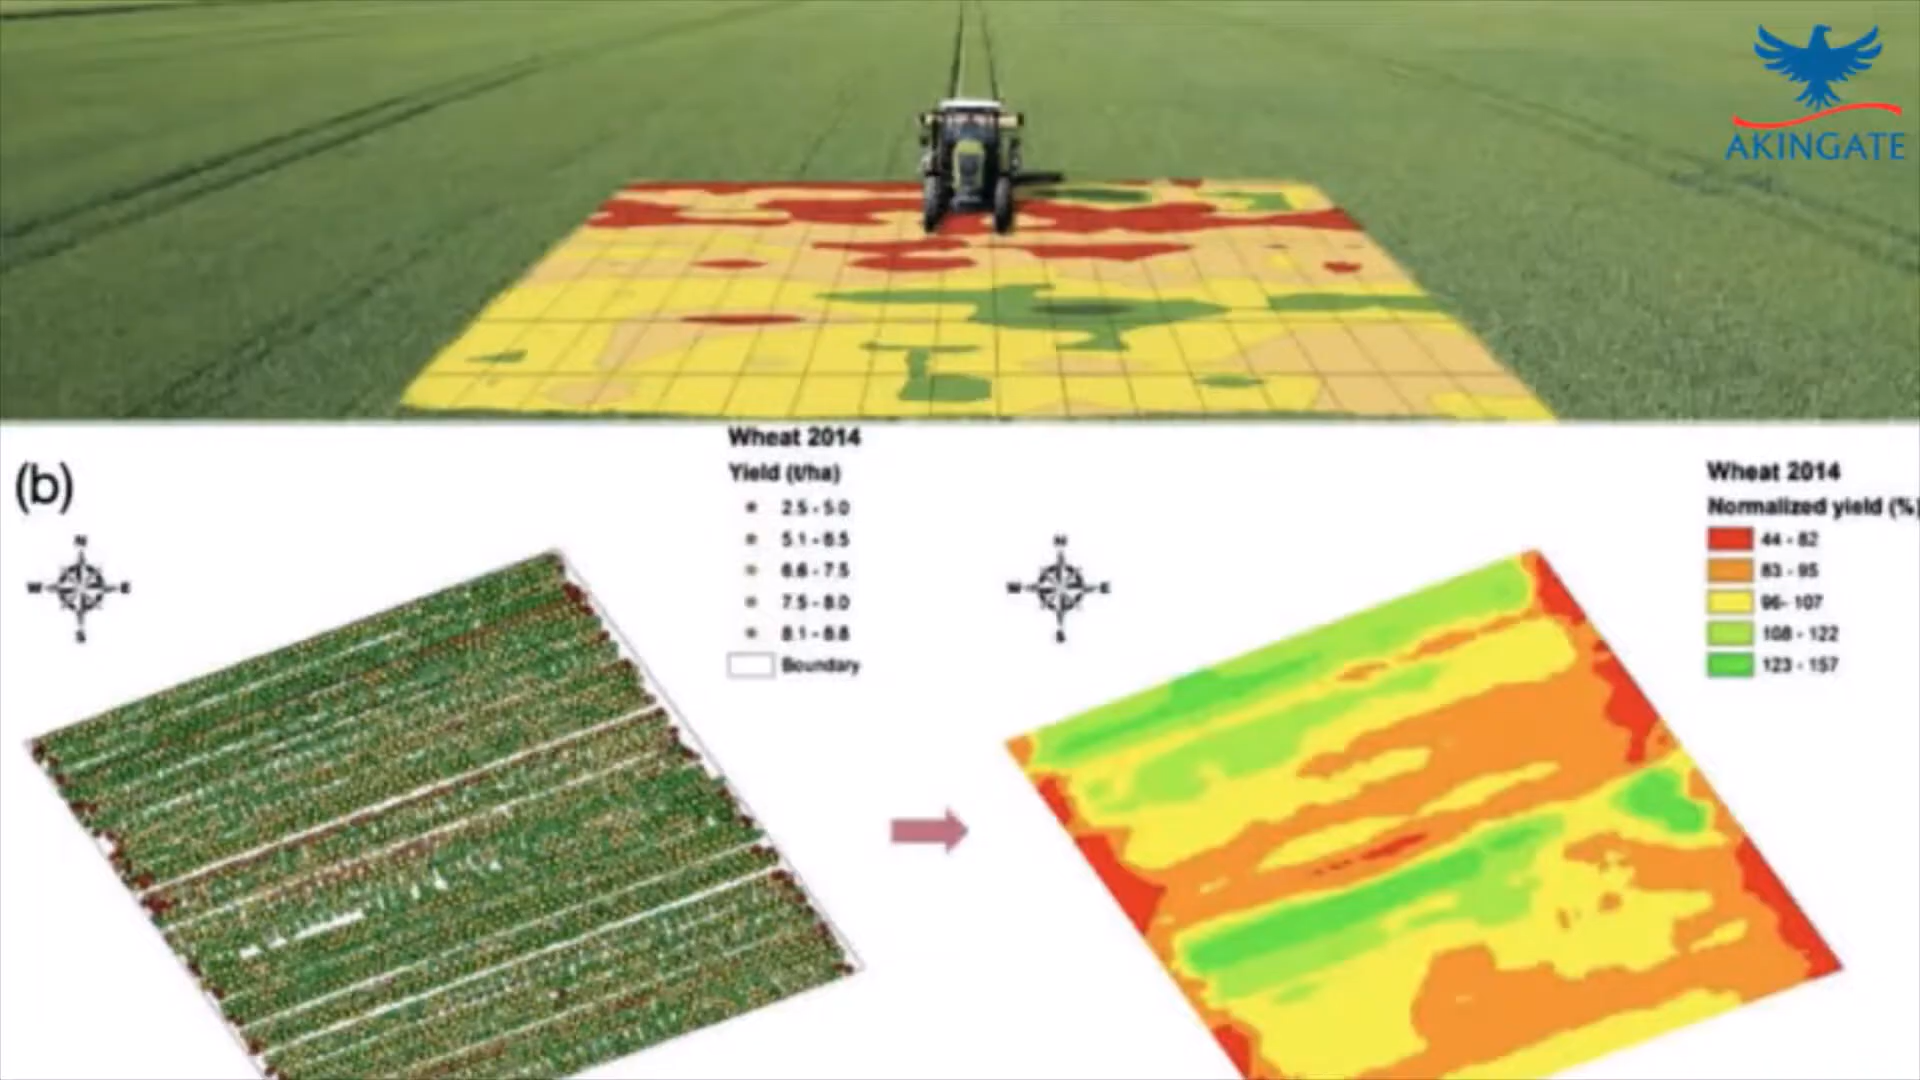 AKINGATE
(b)
Wheat 2014
Yield (t/ha)
2.5 - 5.0
5.1 - 6.5
6.6 - 7.5
7.5 - 8.0
8.1 - 8.8
Boundary
N
W
E
S
Wheat 2014
Normalized yield (%)
44 - 82
83 - 95
96- 107
108 - 122
123 - 157
N
W
E
S